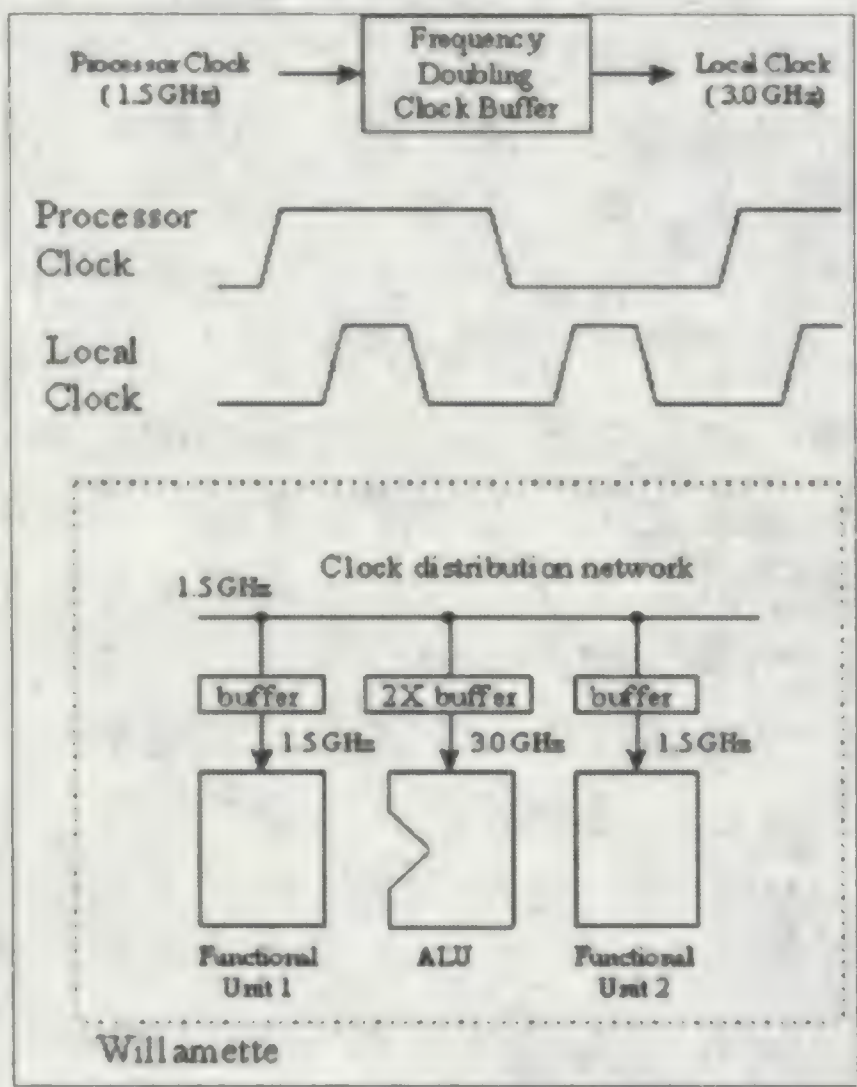 Processor Clock
(1.5 GHz)
Frequency
Doubling
Clock Buffer
Local Clock
(3.0 GHz)
Processor
Clock
Local
Clock
Clock distribution network
1.5 GHz
buffer
2X buffer
buffer
1.5 GHz
3.0 GHz
1.5 GHz
Functional
Unit 1
ALU
Functional
Unit 2
Willamette